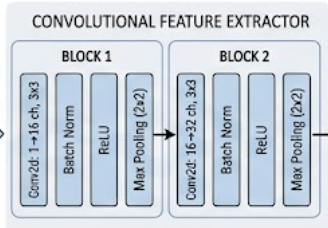 CONVOLUTIONAL FEATURE EXTRACTOR
BLOCK 1
Conv2d: 1→16 ch, 3x3
Batch Norm
ReLU
Max Pooling (2x2)
BLOCK 2
Conv2d: 16→32 ch, 3x3
Batch Norm
ReLU
Max Pooling (2x2)